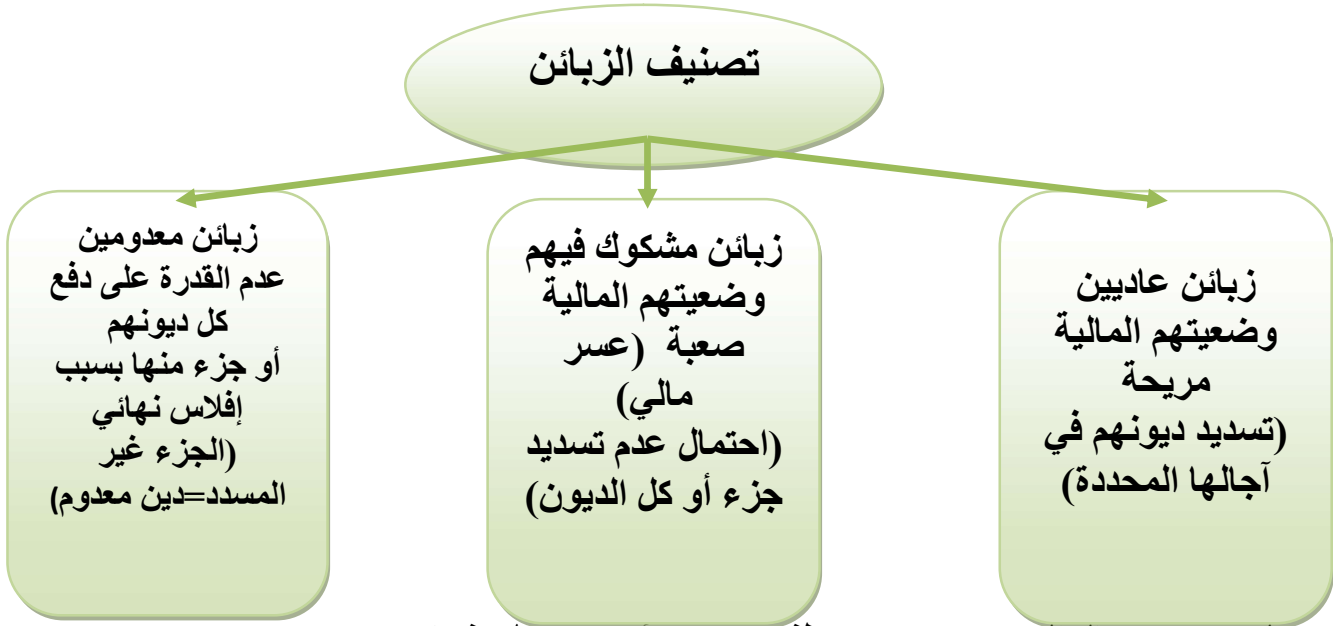 تصنيف الزبائن
زبائن عاديين
وضعيتهم المالية
مريحة
(تسديد ديونهم في
آجالها المحددة)
زبائن مشكوك فيهم
وضعيتهم المالية
صعبة (عسر
مالي)
(احتمال عدم تسديد
جزء أو كل الديون)
زبائن معدومين
عدم القدرة على دفع
كل ديونهم
أو جزء منها بسبب
إفلاس نهائي
(الجزء غير
المسدد=دين معدوم)